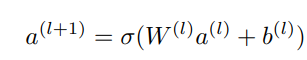 a^{(l+1)} = σ(W^{(l)}a^{(l)} + b^{(l)})